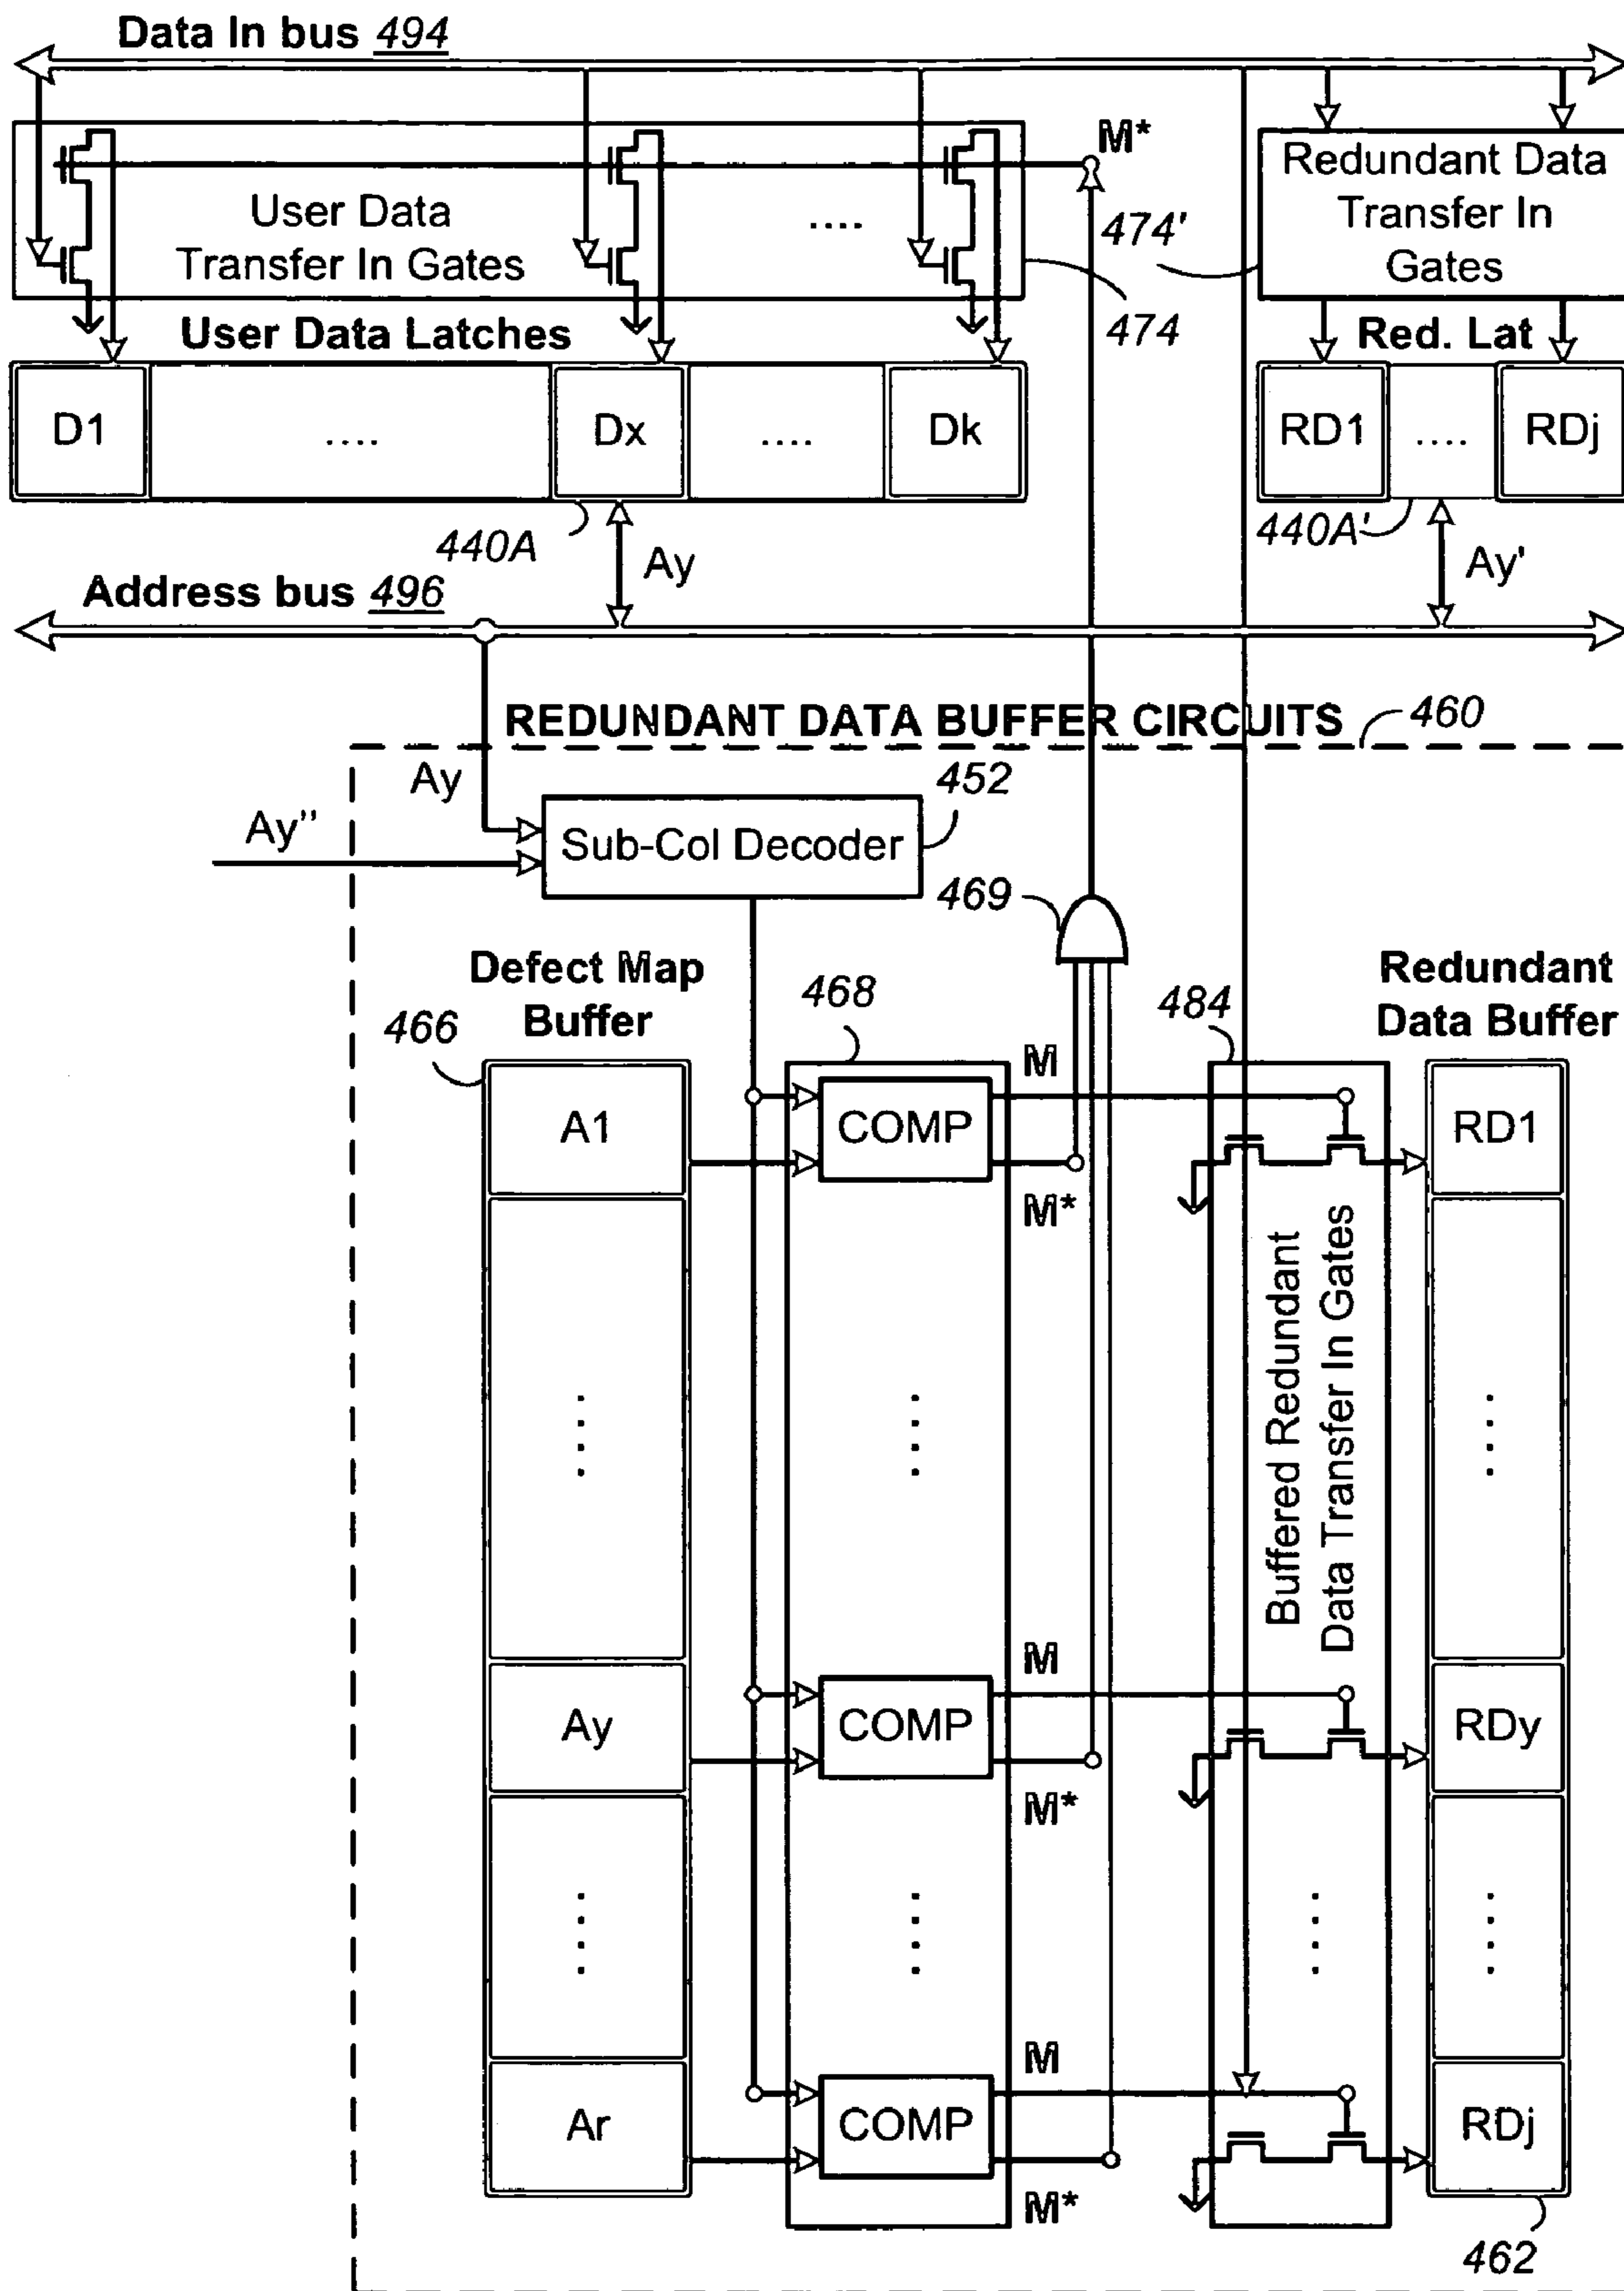 Data In bus 494
M*
User Data
Transfer In Gates
....
474'
Redundant Data
Transfer In
Gates
474
User Data Latches
Red. Lat
D1
....
Dx
....
Dk
RD1
....
RDj
440A
Ay
440A'
Ay'
Address bus 496
REDUNDANT DATA BUFFER CIRCUITS
460
Ay
Ay''
Sub-Col Decoder
452
469
Defect Map
Buffer
466
468
484
Redundant
Data Buffer
M
A1
COMP
RD1
M*
Buffered Redundant
Data Transfer In Gates
M
Ay
COMP
RDy
M*
M
Ar
COMP
RDj
M*
462